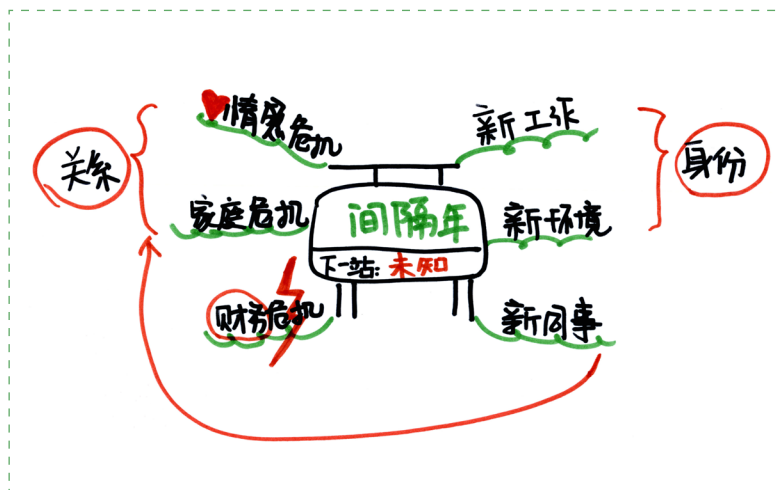 情感危机
新工作
关系
身份
家庭危机
间隔年
新环境
下一站：未知
财务危机
新同事